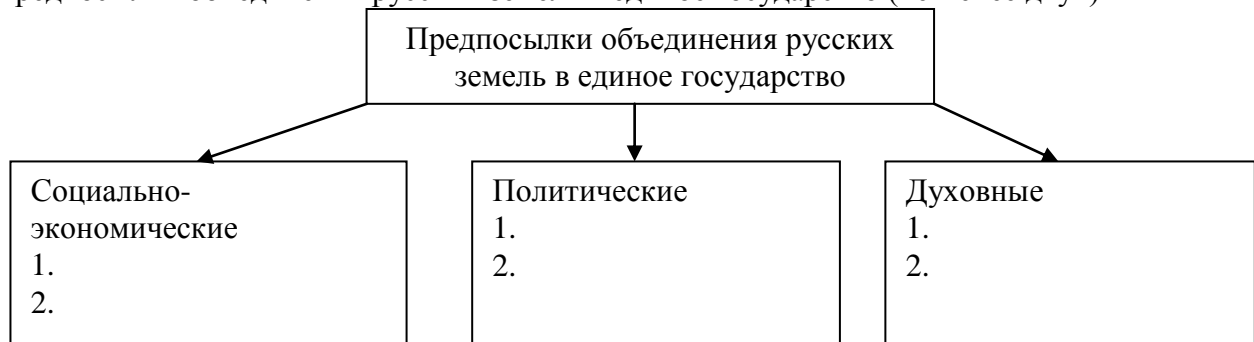 Предпосылки объединения русских
земель в единое государство
Социально-
экономические
1.
2.
Политические
1.
2.
Духовные
1.
2.